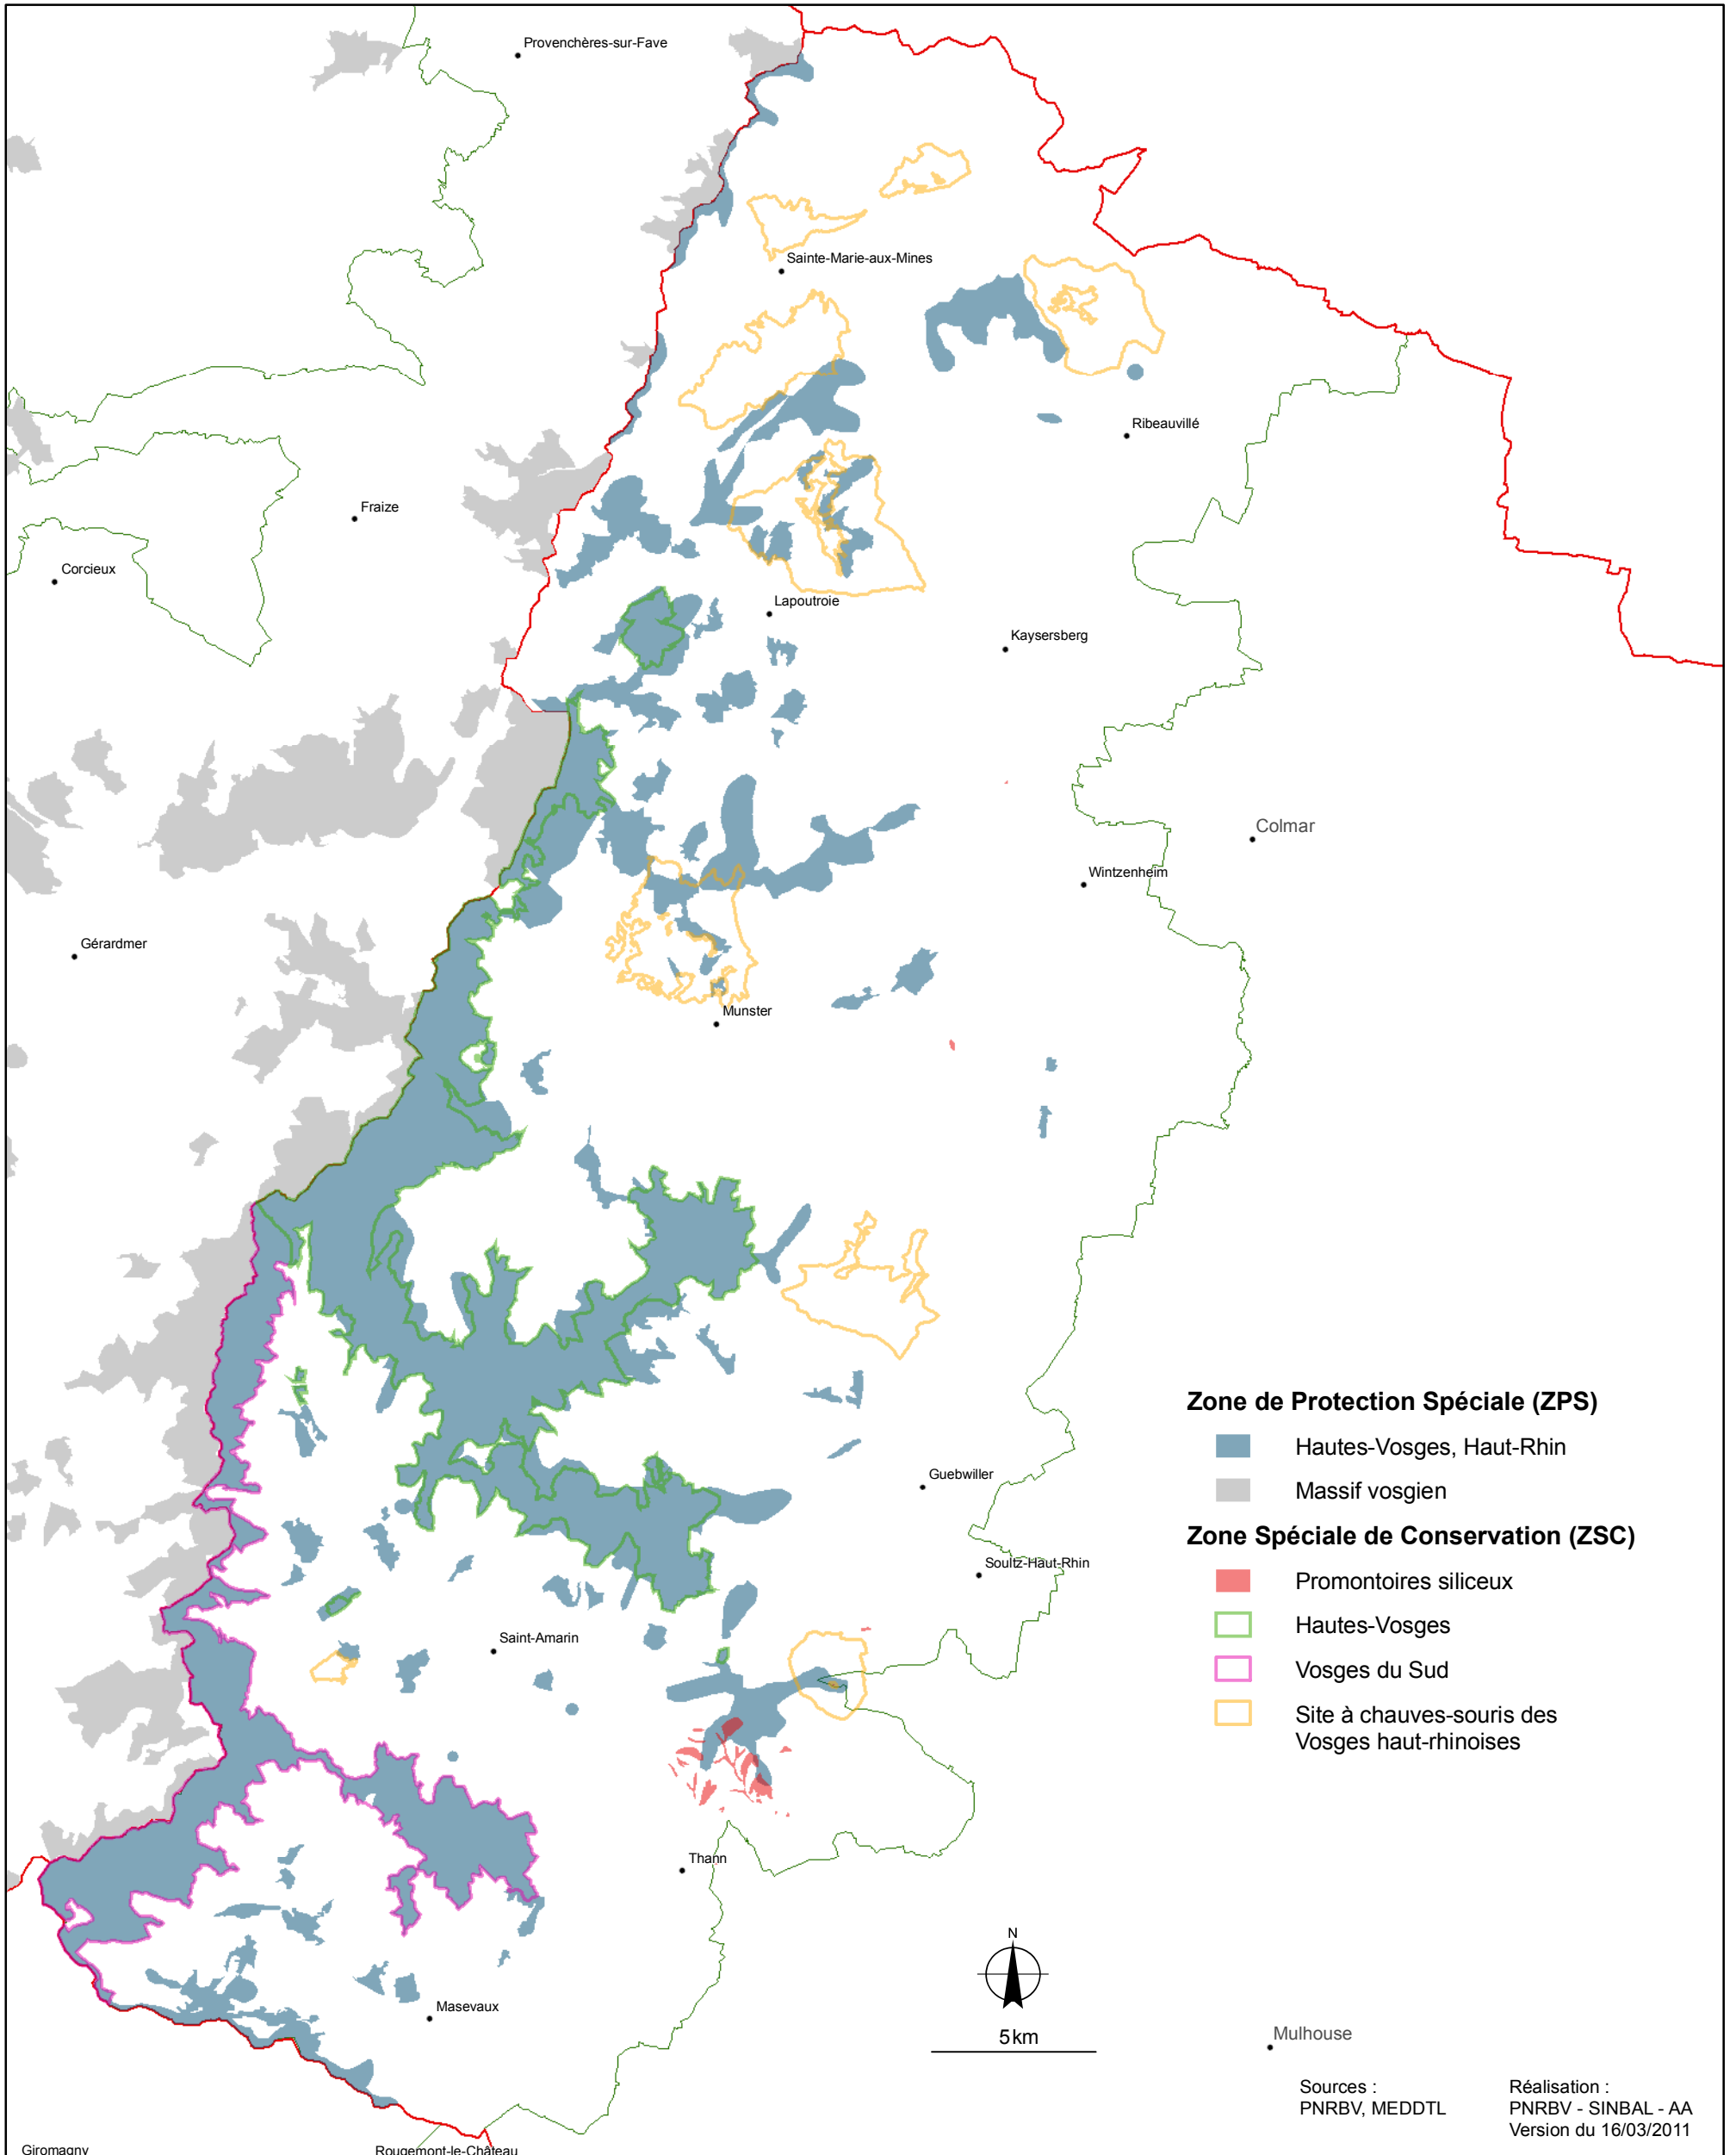 Provenchères-sur-Fave
Sainte-Marie-aux-Mines
Ribeauvillé
Fraize
Corcieux
Lapoutroie
Kaysersberg
Colmar
Wintzenheim
Gérardmer
Munster
Zone de Protection Spéciale (ZPS)
Hautes-Vosges, Haut-Rhin
Massif vosgien
Zone Spéciale de Conservation (ZSC)
Promontoires siliceux
Hautes-Vosges
Vosges du Sud
Site à chauves-souris des
Vosges haut-rhinoises
Guebwiller
Soultz-Haut-Rhin
Saint-Amarin
Thann
Masevaux
N
5 km
Mulhouse
Sources :
PNRBV, MEDDTL
Réalisation :
PNRBV - SINBAL - AA
Version du 16/03/2011
Giromagny
Rougemont-le-Château